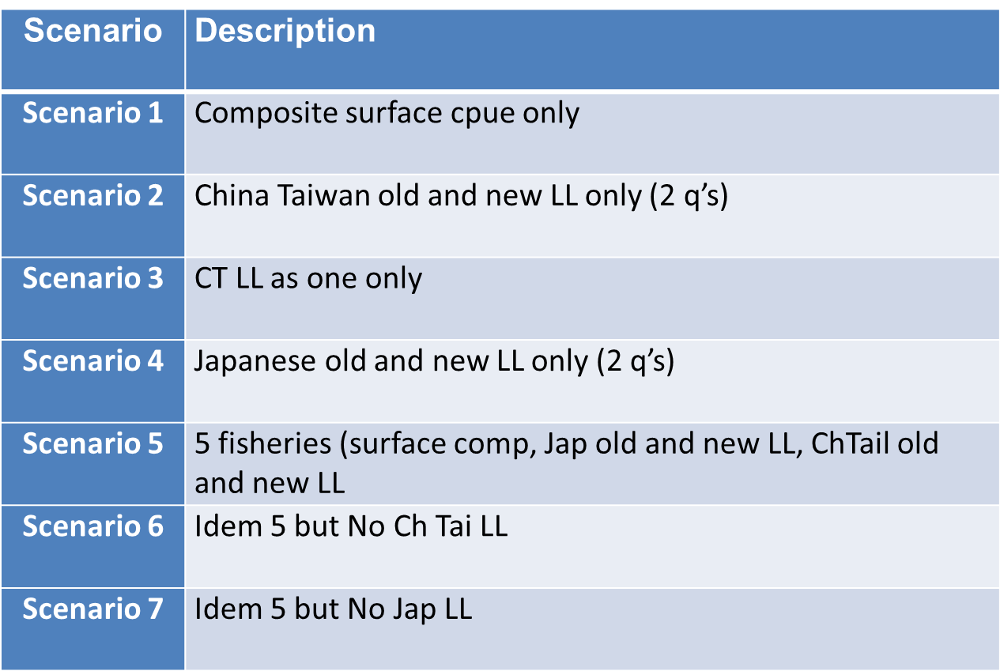 Scenario Description
Scenario 1 Composite surface cpue only
Scenario 2 China Taiwan old and new LL only (2 q’s)
Scenario 3 CT LL as one only
Scenario 4 Japanese old and new LL only (2 q’s)
Scenario 5 5 fisheries (surface comp, Jap old and new LL, ChTail old
and new LL
Scenario 6 Idem 5 but No Ch Tai LL
Scenario 7 Idem 5 but No Jap LL